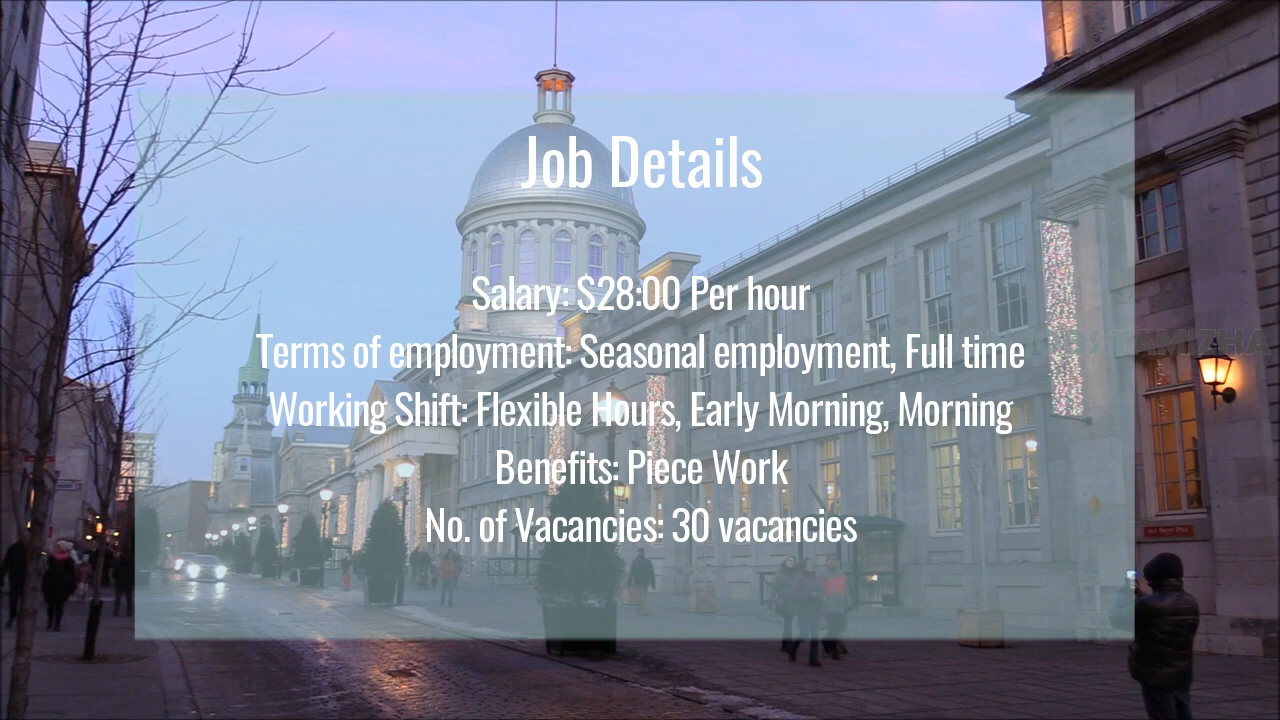 Job Details
Salary: $28:00 Per hour
Terms of employment: Seasonal employment, Full time
Working Shift: Flexible Hours, Early Morning, Morning
Benefits: Piece Work
No. of Vacancies: 30 vacancies
TAMIZHA